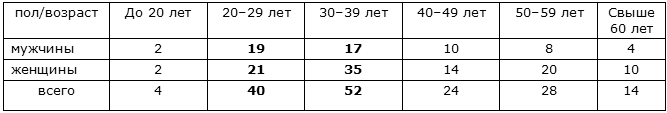 пол/возраст До 20 лет 20–29 лет 30–39 лет 40–49 лет 50–59 лет Свыше
60 лет
мужчины 2 19 17 10 8 4
женщины 2 21 35 14 20 10
всего 4 40 52 24 28 14